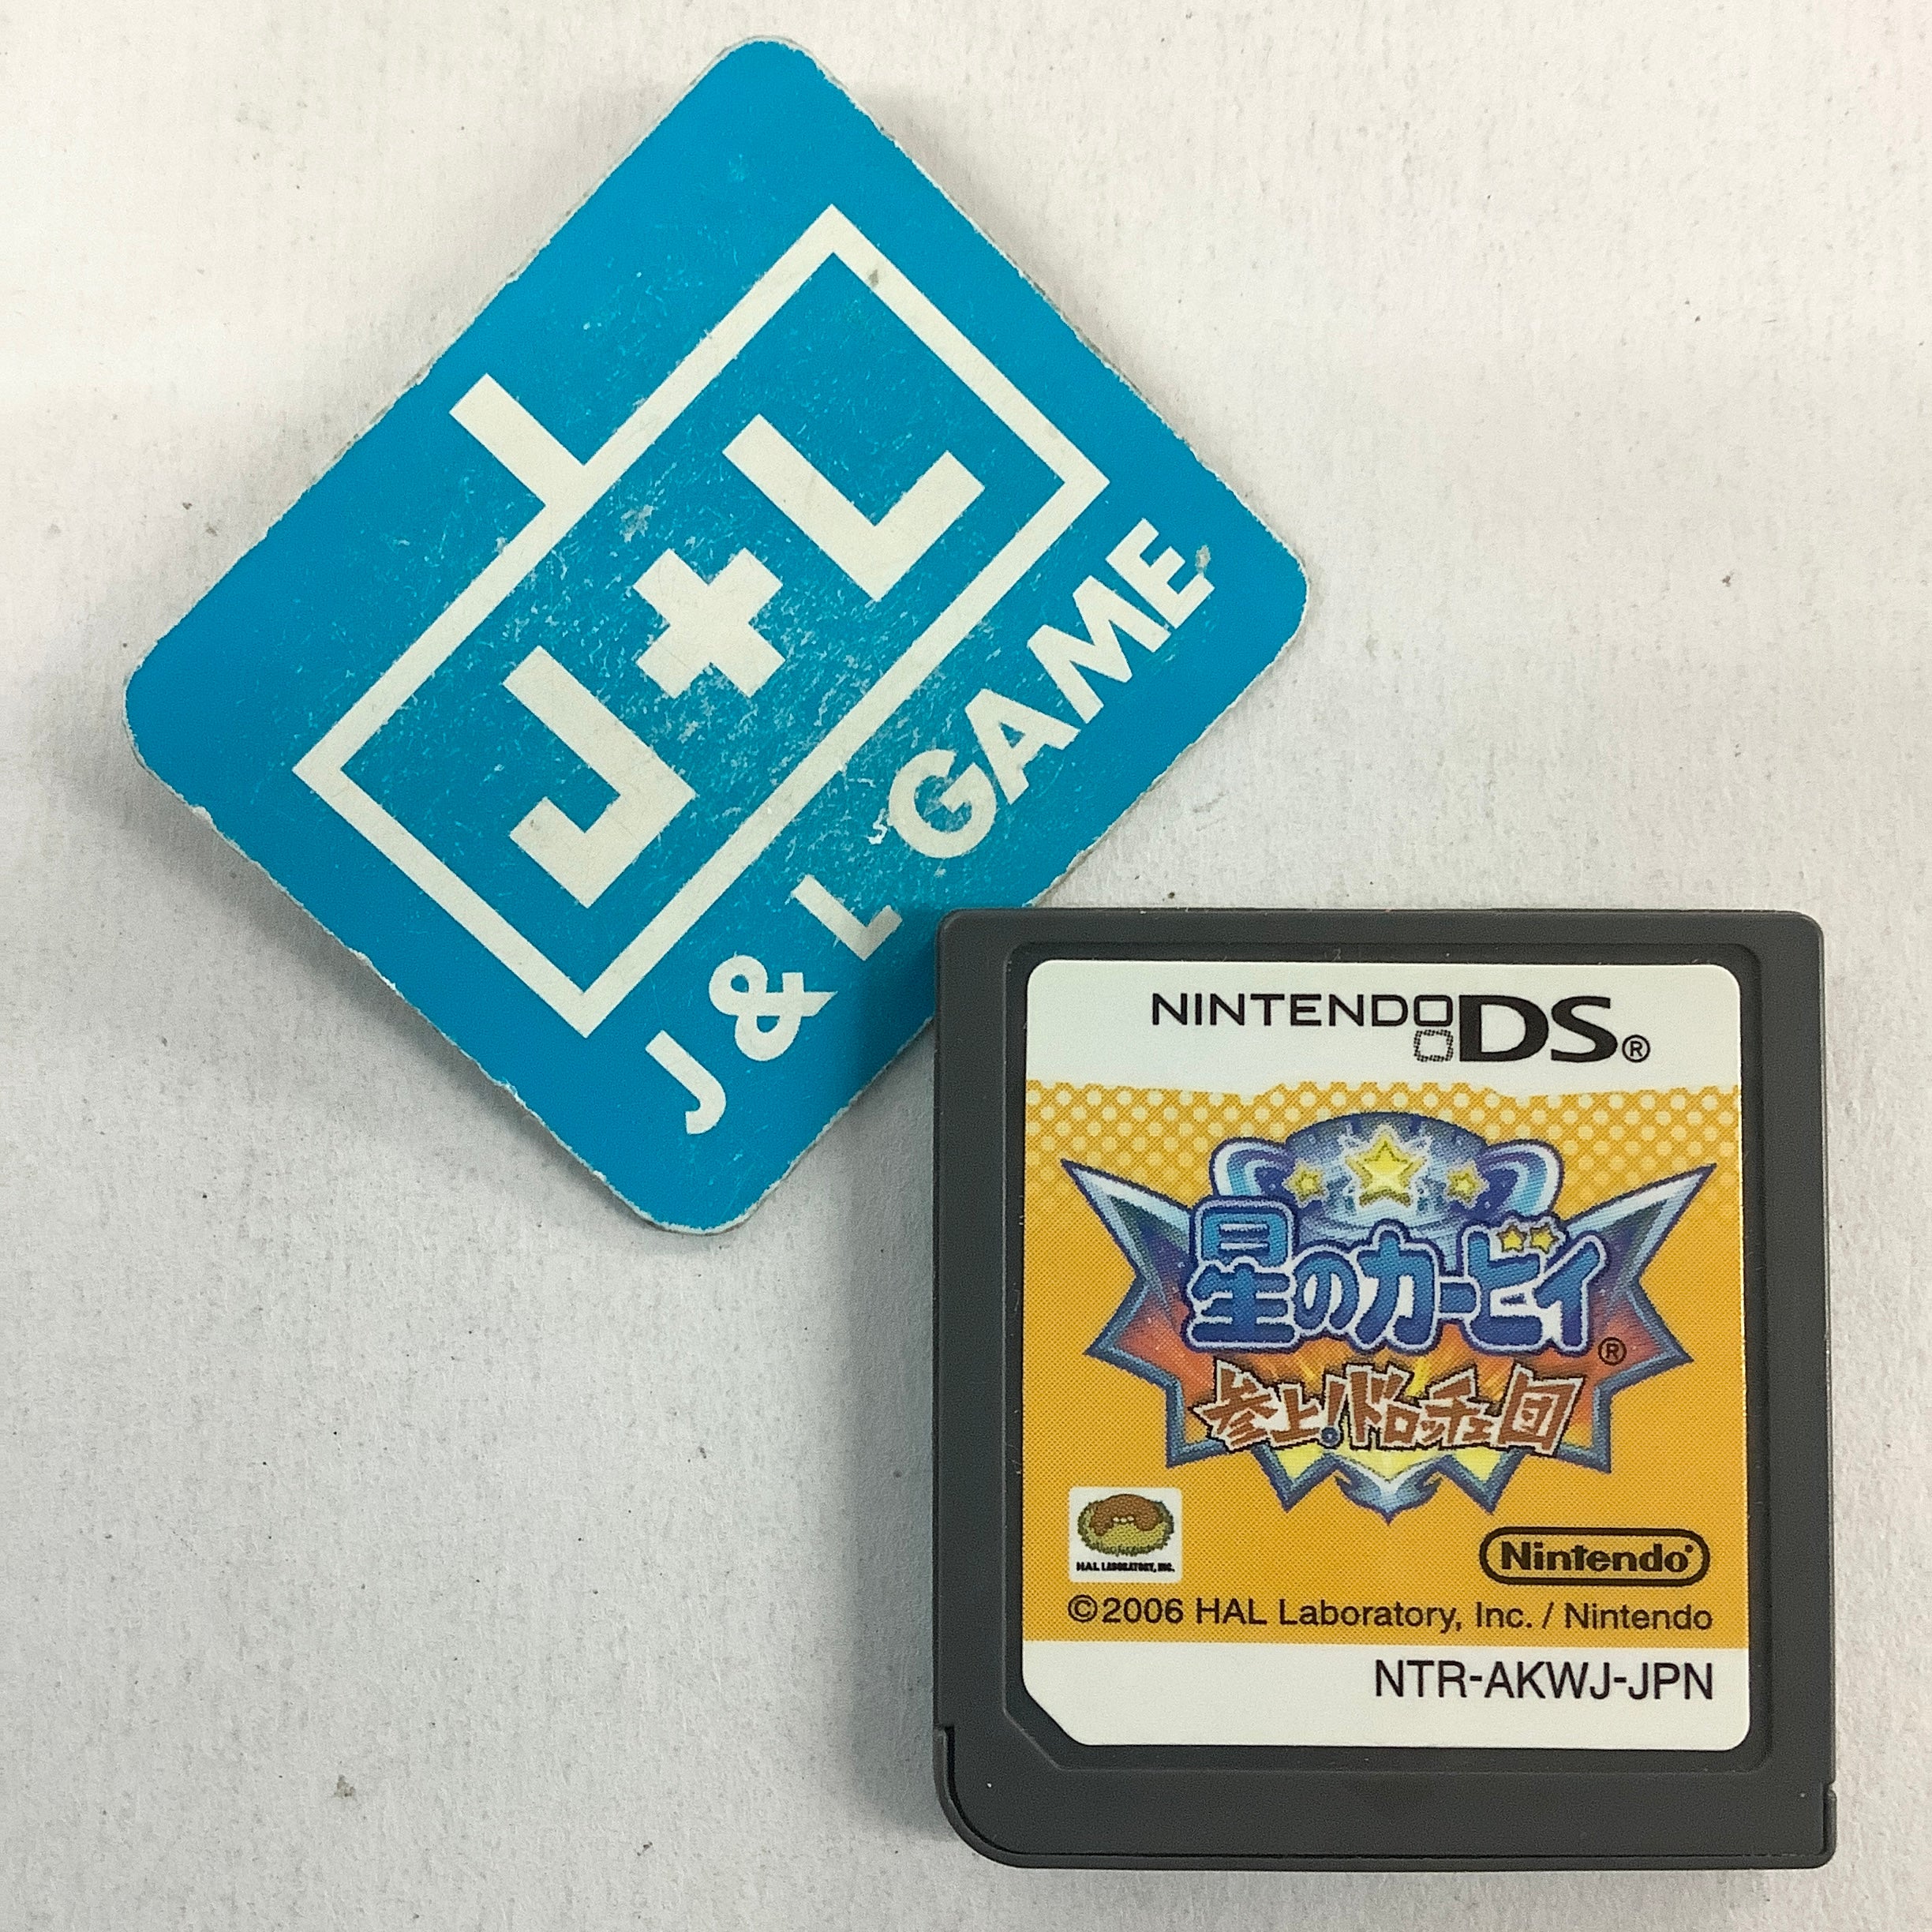 J+L
J & L GAME
NINTENDO DS®
星のカービィ®
参上!ドロッチェ団
HAL LABORATORY, INC.
Nintendo®
©2006 HAL Laboratory, Inc. / Nintendo
NTR-AKWJ-JPN